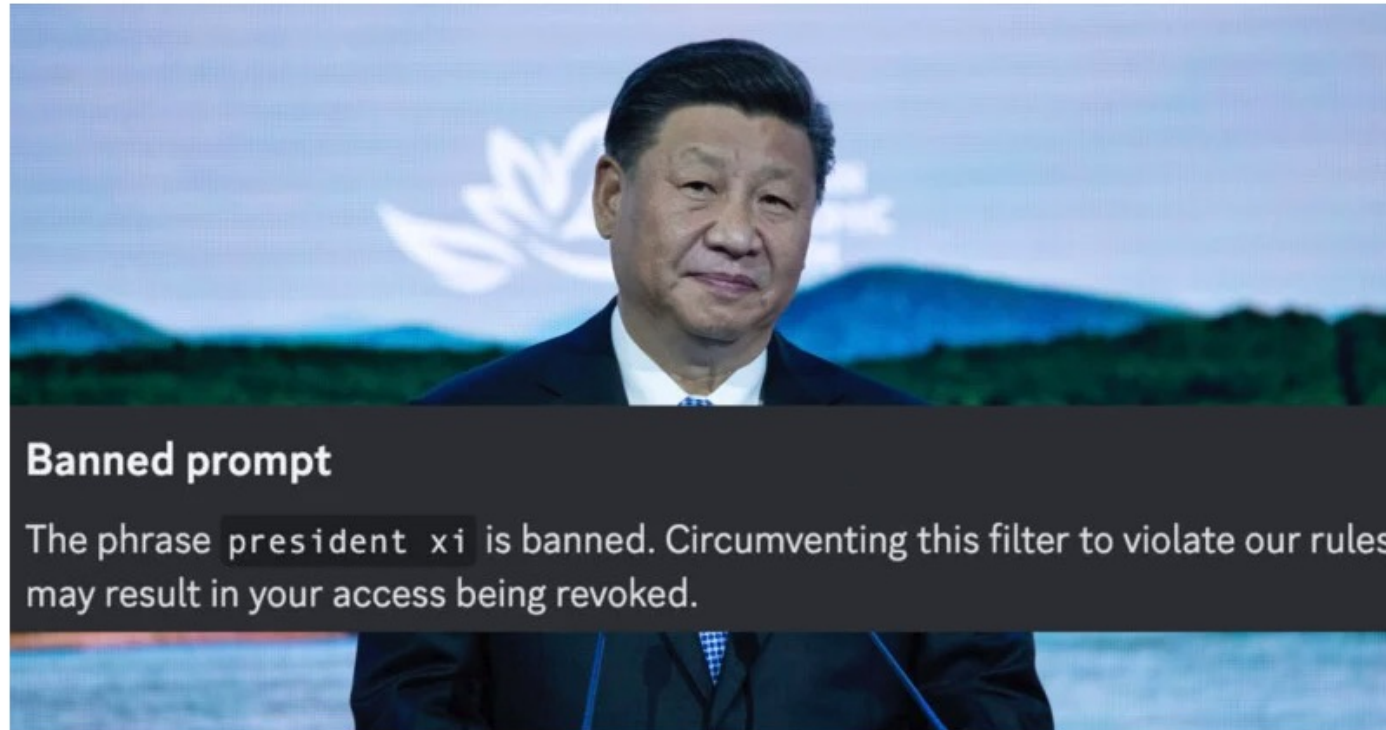 Banned prompt
The phrase president xi is banned. Circumventing this filter to violate our rules
may result in your access being revoked.